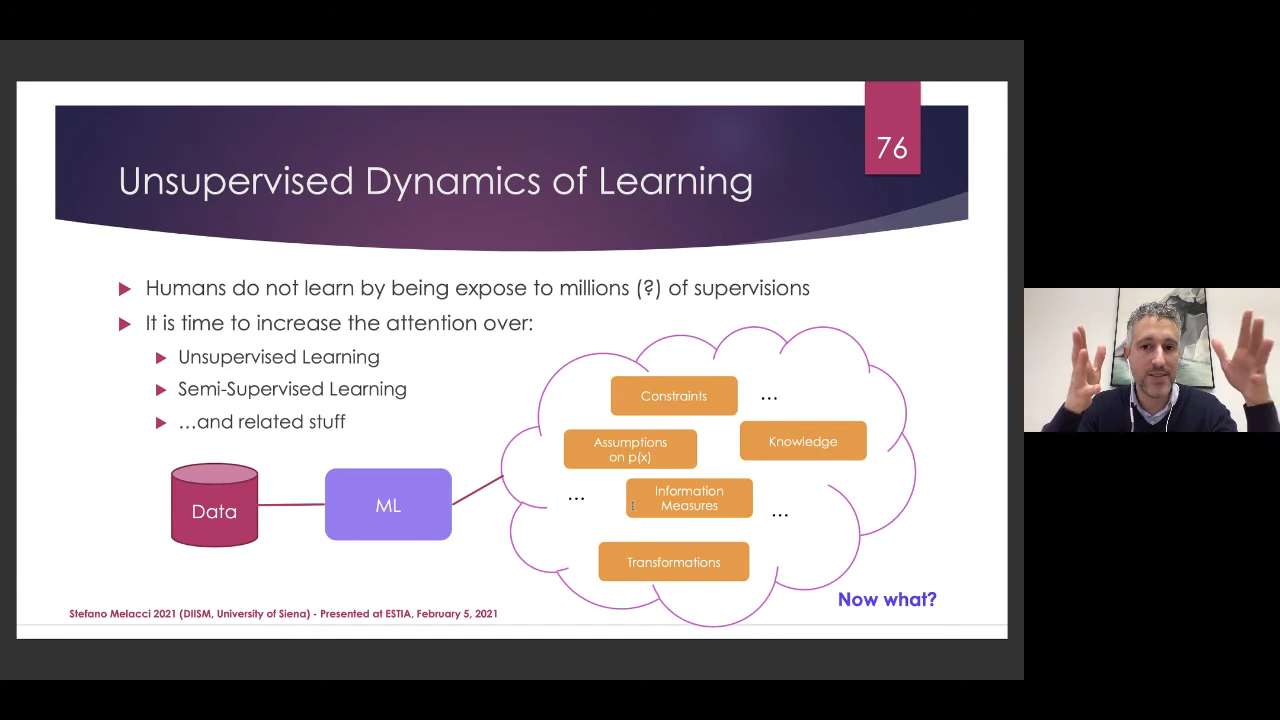 76
Unsupervised Dynamics of Learning
Humans do not learn by being expose to millions (?) of supervisions
It is time to increase the attention over:
Unsupervised Learning
Semi-Supervised Learning
…and related stuff
Data
ML
Constraints
…
Assumptions
on p(x)
Knowledge
…
Information
Measures
…
Transformations
Now what?
Stefano Melacci 2021 (DIISM, University of Siena) - Presented at ESTIA, February 5, 2021